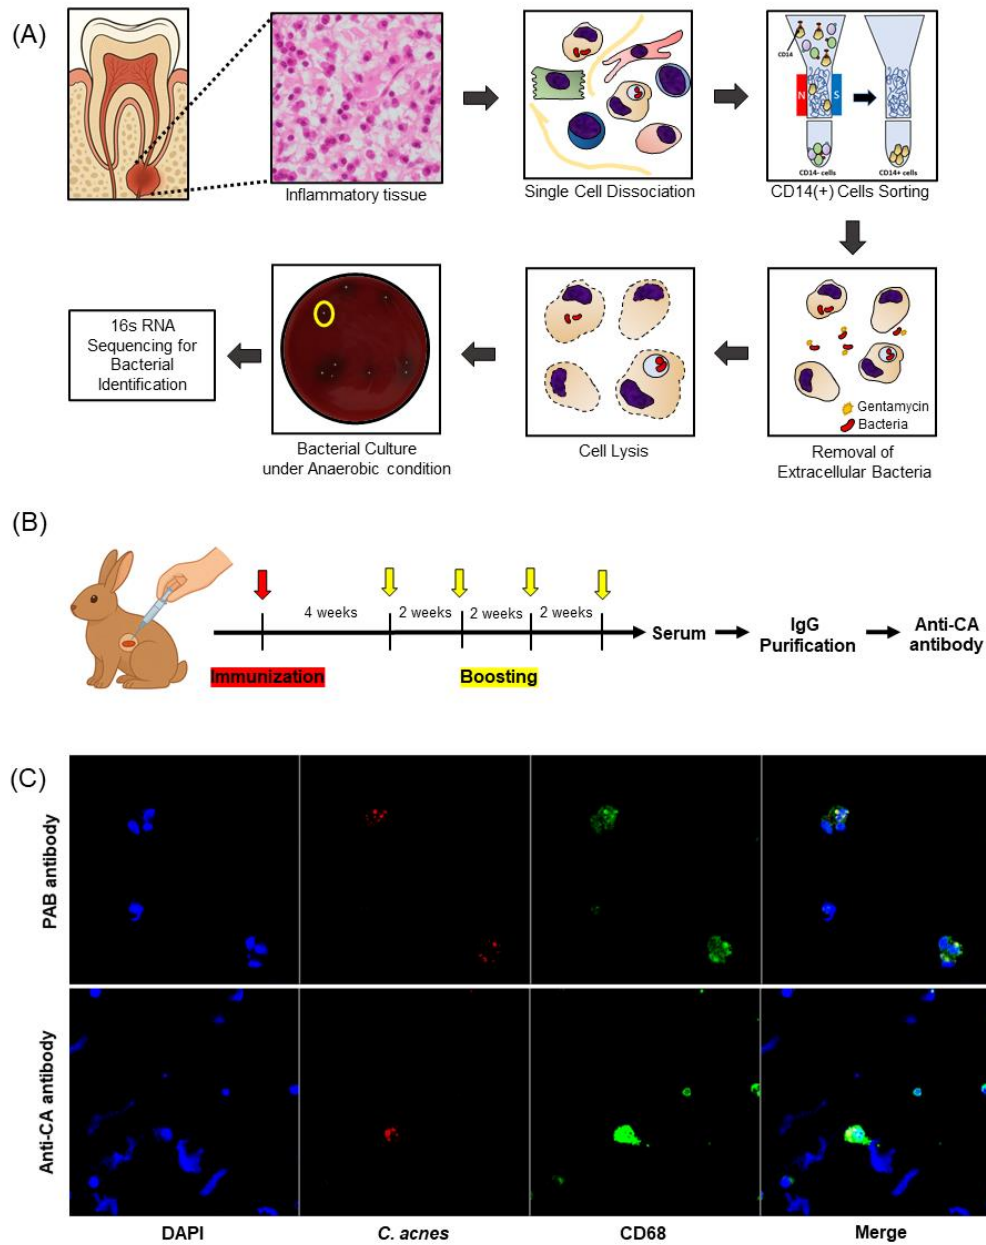 (A)
Inflammatory tissue
Single Cell Dissociation
CD14
N
S
CD14- cells
CD14+ cells
CD14(+) Cells Sorting
16s RNA
Sequencing for
Bacterial
Identification
Bacterial Culture
under Anaerobic condition
Cell Lysis
Gentamycin
Bacteria
Removal of
Extracellular Bacteria
(B)
4 weeks
2 weeks
2 weeks
2 weeks
Immunization
Boosting
Serum
IgG
Purification
Anti-CA
antibody
(C)
PAB antibody
Anti-CA antibody
DAPI
C. acnes
CD68
Merge